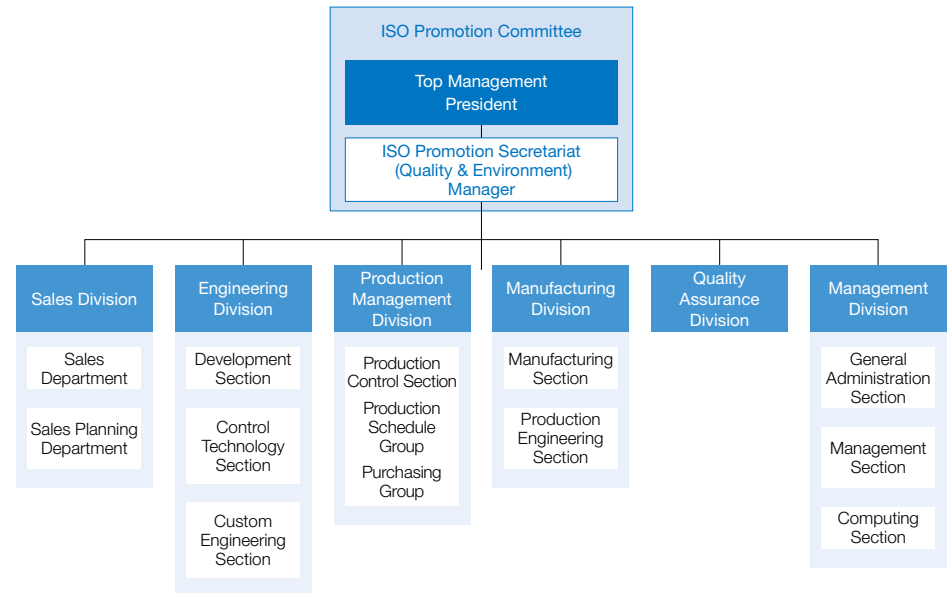 ISO Promotion Committee
Top Management
President
ISO Promotion Secretariat
(Quality & Environment)
Manager
Sales Division
Engineering
Division
Production
Management
Division
Manufacturing
Division
Quality
Assurance
Division
Management
Division
Sales
Department
Sales Planning
Department
Development
Section
Control
Technology
Section
Custom
Engineering
Section
Production
Control Section
Production
Schedule
Group
Purchasing
Group
Manufacturing
Section
Production
Engineering
Section
General
Administration
Section
Management
Section
Computing
Section